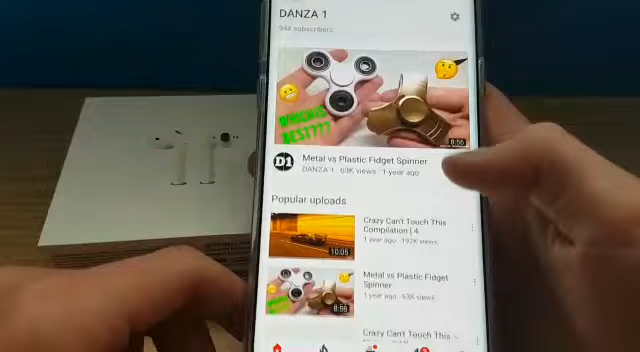 DANZA 1
944 subscribers
WHICH IS
BEST???
8:56
D1
Metal vs Plastic Fidget Spinner
DANZA 1 · 63K views · 1 year ago
Popular uploads
Crazy Can't Touch This
Compilation | 4
1 year ago · 192K views
10:05
Metal vs Plastic Fidget
Spinner
1 year ago · 63K views
8:56
Crazy Can't Touch This